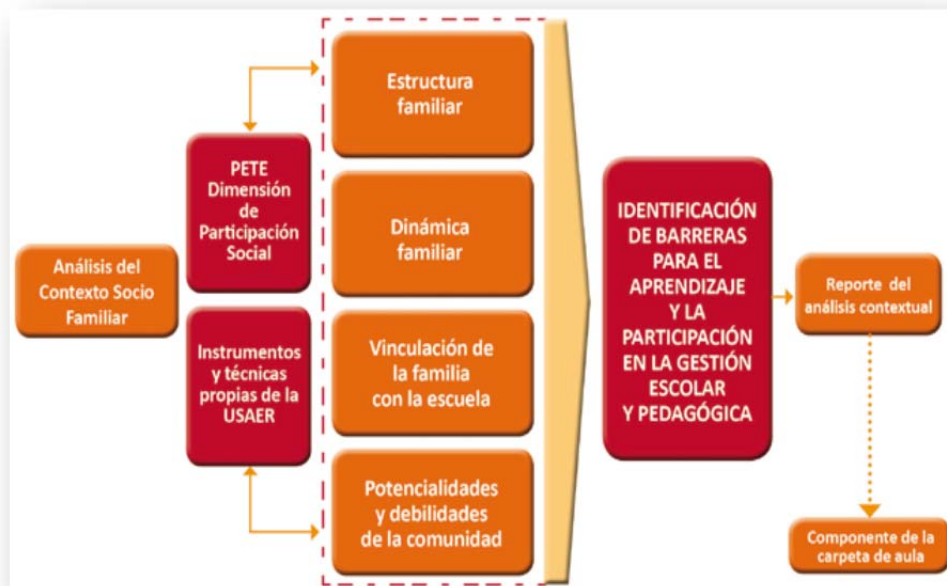 Análisis del
Contexto Socio
Familiar
PETE
Dimensión
de
Participación
Social
Instrumentos
y técnicas
propias de la
USAER
Estructura
familiar
Dinámica
familiar
Vinculación de
la familia
con la escuela
Potencialidades
y debilidades
de la comunidad
IDENTIFICACIÓN
DE BARRERAS
PARA EL
APRENDIZAJE
Y LA
PARTICIPACIÓN
EN LA GESTIÓN
ESCOLAR
Y PEDAGÓGICA
Reporte del
análisis contextual
Componente de la
carpeta de aula